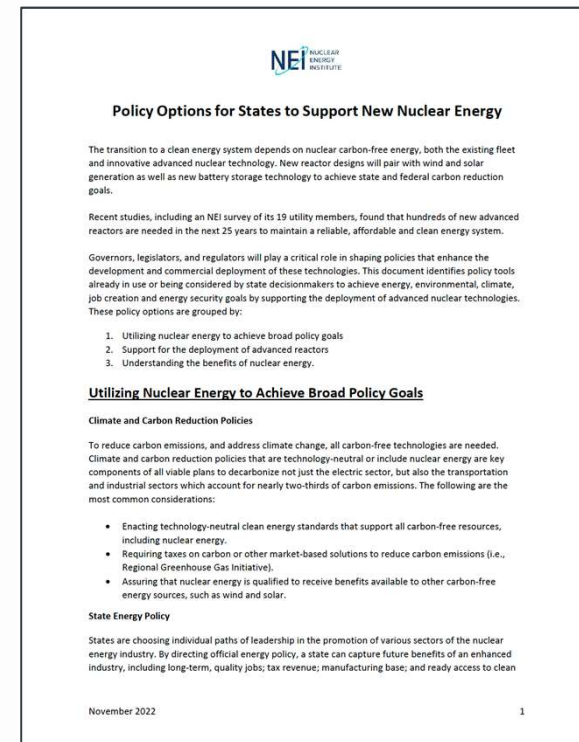 NEI NUCLEAR
ENERGY
INSTITUTE
Policy Options for States to Support New Nuclear Energy
The transition to a clean energy system depends on nuclear carbon-free energy, both the existing fleet
and innovative advanced nuclear technology. New reactor designs will pair with wind and solar
generation as well as new battery storage technology to achieve state and federal carbon reduction
goals.
Recent studies, including an NEI survey of its 19 utility members, found that hundreds of new advanced
reactors are needed in the next 25 years to maintain a reliable, affordable and clean energy system.
Governors, legislators, and regulators will play a critical role in shaping policies that enhance the
development and commercial deployment of these technologies. This document identifies policy tools
already in use or being considered by state decisionmakers to achieve energy, environmental, climate,
job creation and energy security goals by supporting the deployment of advanced nuclear technologies.
These policy options are grouped by:
1. Utilizing nuclear energy to achieve broad policy goals
2. Support for the deployment of advanced reactors
3. Understanding the benefits of nuclear energy.
Utilizing Nuclear Energy to Achieve Broad Policy Goals
Climate and Carbon Reduction Policies
To reduce carbon emissions, and address climate change, all carbon-free technologies are needed.
Climate and carbon reduction policies that are technology-neutral or include nuclear energy are key
components of all viable plans to decarbonize not just the electric sector, but also the transportation
and industrial sectors which account for nearly two-thirds of carbon emissions. The following are the
most common considerations:
• Enacting technology-neutral clean energy standards that support all carbon-free resources,
including nuclear energy.
• Requiring taxes on carbon or other market-based solutions to reduce carbon emissions (i.e.,
Regional Greenhouse Gas Initiative).
• Assuring that nuclear energy is qualified to receive benefits available to other carbon-free
energy sources, such as wind and solar.
State Energy Policy
States are choosing individual paths of leadership in the promotion of various sectors of the nuclear
energy industry. By directing official energy policy, a state can capture future benefits of an enhanced
industry, including long-term, quality jobs; tax revenue; manufacturing base; and ready access to clean
November 2022 1